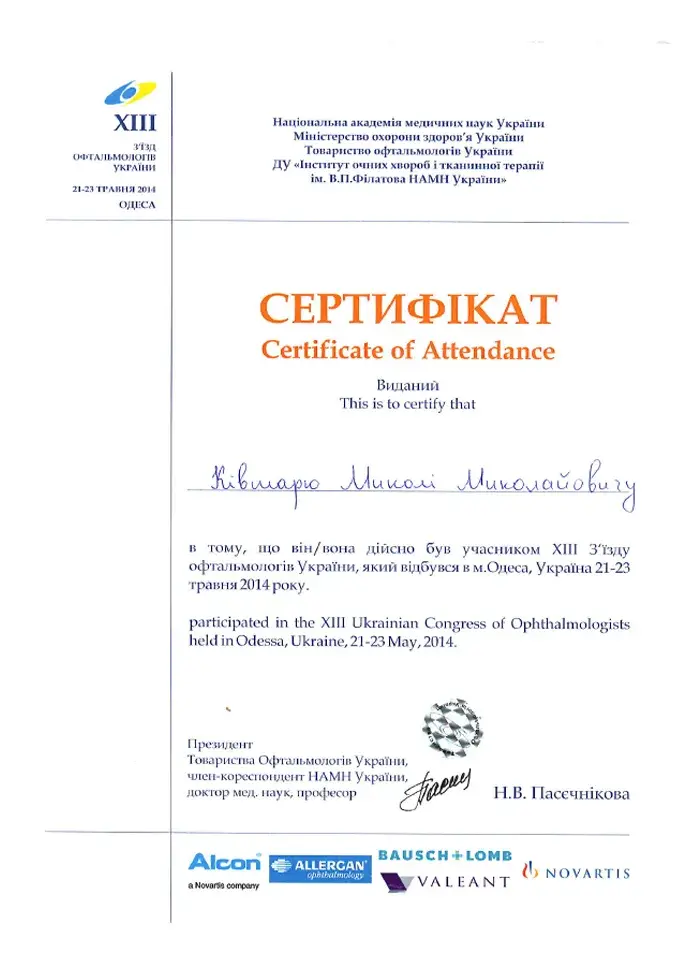 XIII
З'ЇЗД
ОФТАЛЬМОЛОГІВ
УКРАЇНИ
21-23 ТРАВНЯ 2014
ОДЕСА
Національна академія медичних наук України
Міністерство охорони здоров'я України
Товариство офтальмологів України
ДУ «Інститут очних хвороб і тканинної терапії
ім. В.П.Філатова НАМН України»
СЕРТИФІКАТ
Certificate of Attendance
Виданий
This is to certify that
Ківшарю Миколі Миколайовичу
в тому, що він/вона дійсно був учасником XIII З'їзду
офтальмологів України, який відбувся в м.Одеса, Україна 21-23
травня 2014 року.
participated in the XIII Ukrainian Congress of Ophthalmologists
held in Odessa, Ukraine, 21-23 May, 2014.
Президент
Товариства Офтальмологів України,
член-кореспондент НАМН України,
доктор мед. наук, професор
Н.В. Пасєчнікова
Alcon
a Novartis company
ALLERGAN
ophthalmology
BAUSCH+LOMB
VALEANT
NOVARTIS